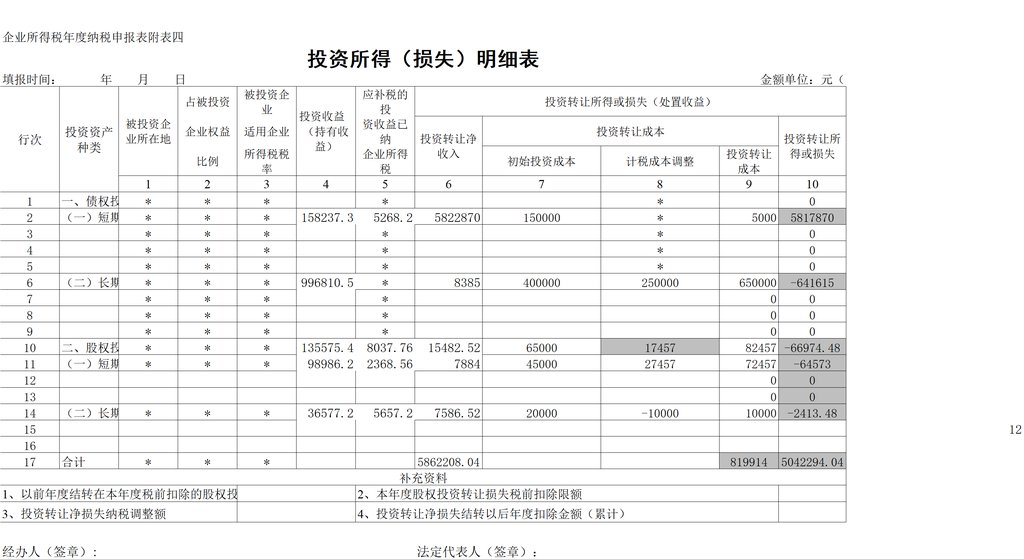 企业所得税年度纳税申报表附表四
投资所得（损失）明细表
填报时间： 年 月 日 金额单位：元（
行次 投资资产种类 被投资企业所在地 占被投资企业权益比例 被投资企业适用企业所得税税率 投资收益（持有收益） 应补税的投资收益已纳企业所得税 投资转让所得或损失（处置收益）
投资转让净收入 投资转让成本 投资转让所得或损失
初始投资成本 计税成本调整 投资转让成本
1 2 3 4 5 6 7 8 9 10
1 一、债权投 * * * * * 0
2 （一）短期 * * * 158237.3 5268.2 5822870 150000 * 5000 5817870
3 * * * * * 0
4 * * * * * 0
5 * * * * * 0
6 （二）长期 * * * 996810.5 * 8385 400000 250000 650000 -641615
7 * * * * 0 0
8 * * * * 0 0
9 * * * * 0 0
10 二、股权投 * * * 135575.4 8037.76 15482.52 65000 17457 82457 -66974.48
11 （一）短期 * * * 98986.2 2368.56 7884 45000 27457 72457 -64573
12 0 0
13 0 0
14 （二）长期 * * * 36577.2 5657.2 7586.52 20000 -10000 10000 -2413.48
15
16
17 合计 * * * 5862208.04 819914 5042294.04
补充资料
1、以前年度结转在本年度税前扣除的股权投 2、本年度股权投资转让损失税前扣除限额
3、投资转让净损失纳税调整额 4、投资转让净损失结转以后年度扣除金额（累计）
经办人（签章）： 法定代表人（签章）：
12